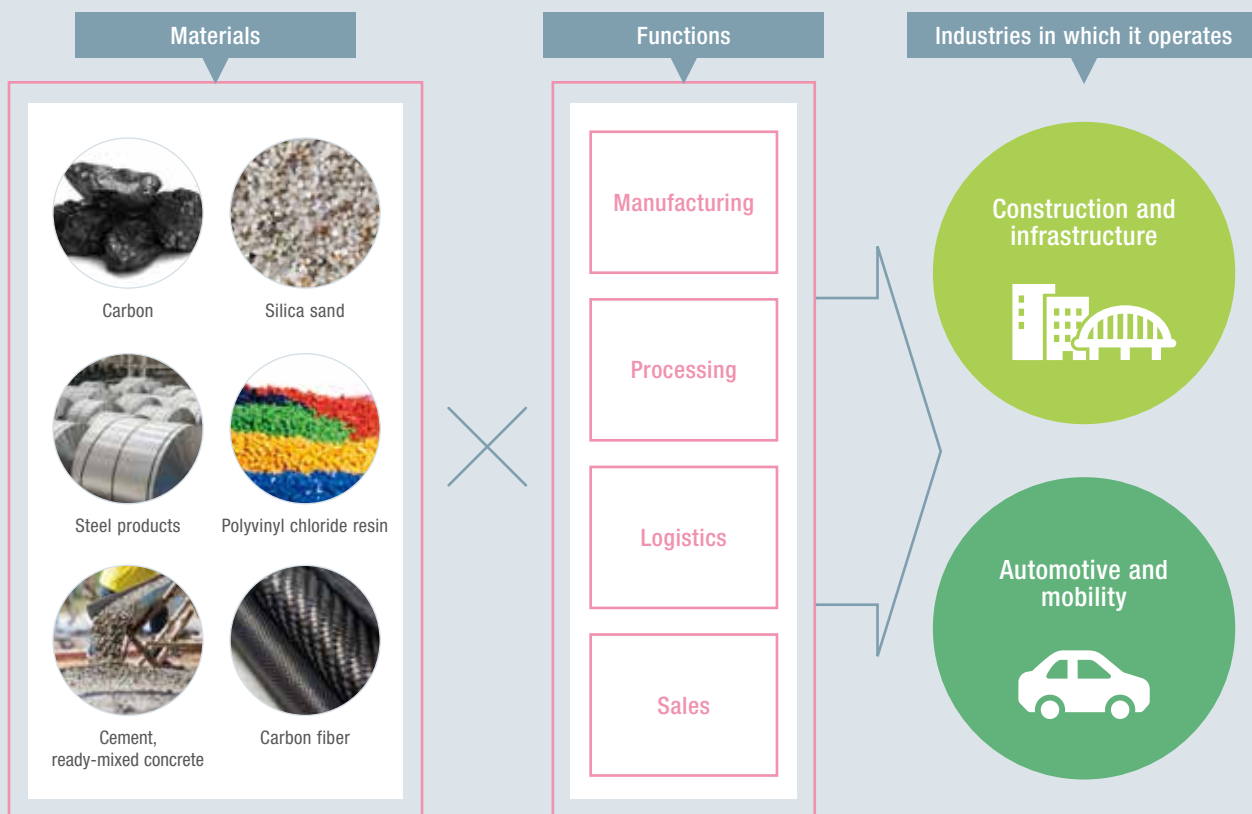 Materials
Functions
Industries in which it operates
Carbon
Silica sand
Steel products
Polyvinyl chloride resin
Cement,
ready-mixed concrete
Carbon fiber
Manufacturing
Processing
Logistics
Sales
Construction and
infrastructure
Automotive and
mobility